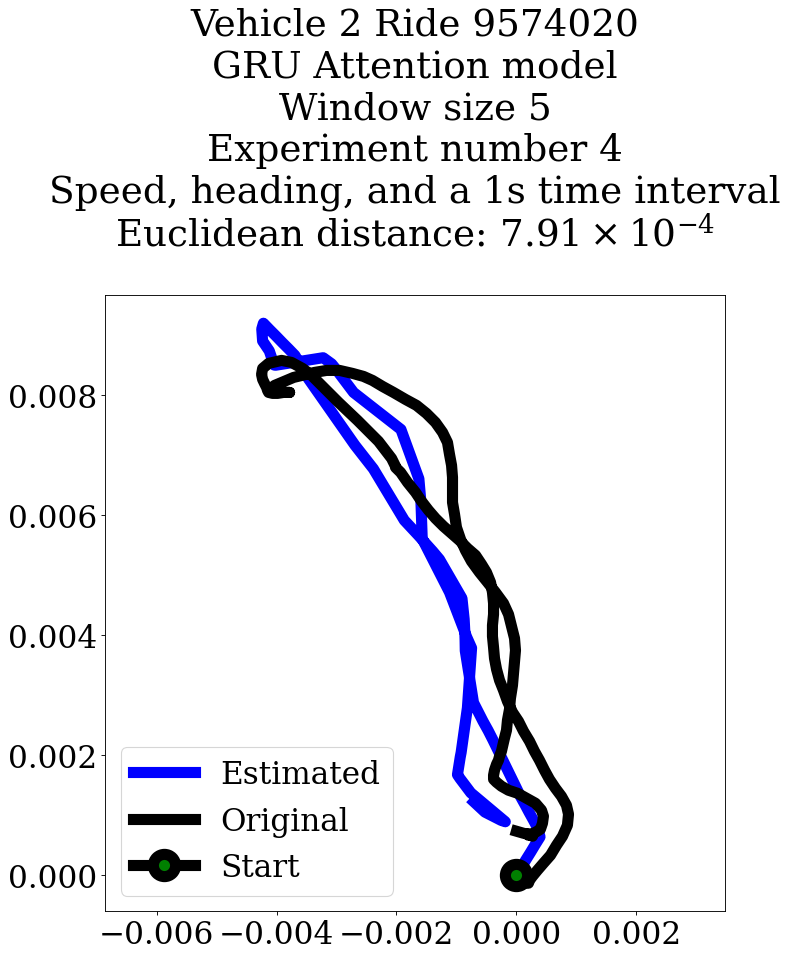 Vehicle 2 Ride 9574020
GRU Attention model
Window size 5
Experiment number 4
Speed, heading, and a 1s time interval
Euclidean distance: 7.91 × 10⁻⁴
0.008
0.006
0.004
0.002
0.000
Estimated
Original
Start
−0.006 −0.004 −0.002 0.000 0.002